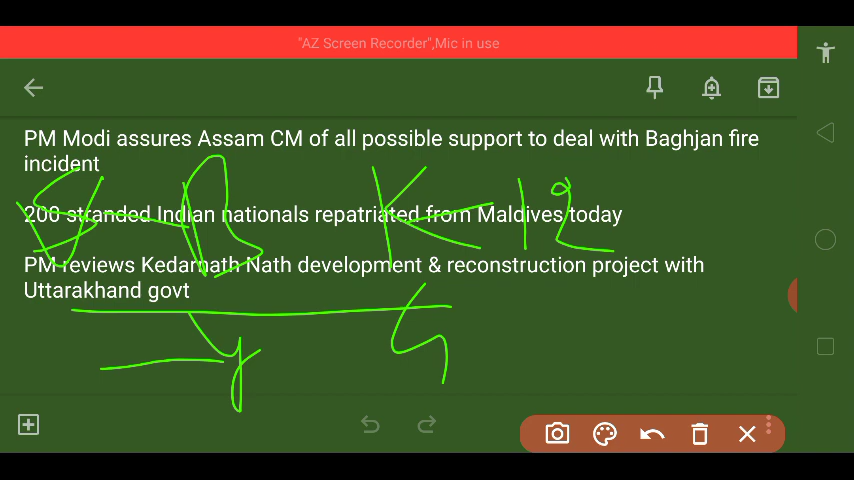 "AZ Screen Recorder",Mic in use
PM Modi assures Assam CM of all possible support to deal with Baghjan fire
incident
200 stranded Indian nationals repatriated from Maldives today
PM reviews Kedarnath Nath development & reconstruction project with
Uttarakhand govt